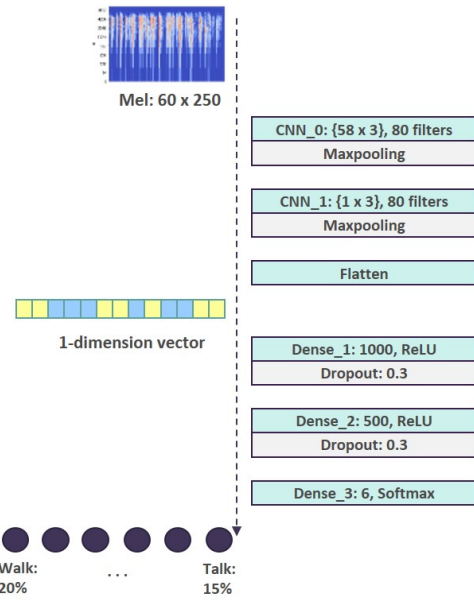 Mel: 60 x 250
CNN_0: {58 x 3}, 80 filters
Maxpooling
CNN_1: {1 x 3}, 80 filters
Maxpooling
Flatten
1-dimension vector
Dense_1: 1000, ReLU
Dropout: 0.3
Dense_2: 500, ReLU
Dropout: 0.3
Dense_3: 6, Softmax
Walk:
20%
. . .
Talk:
15%